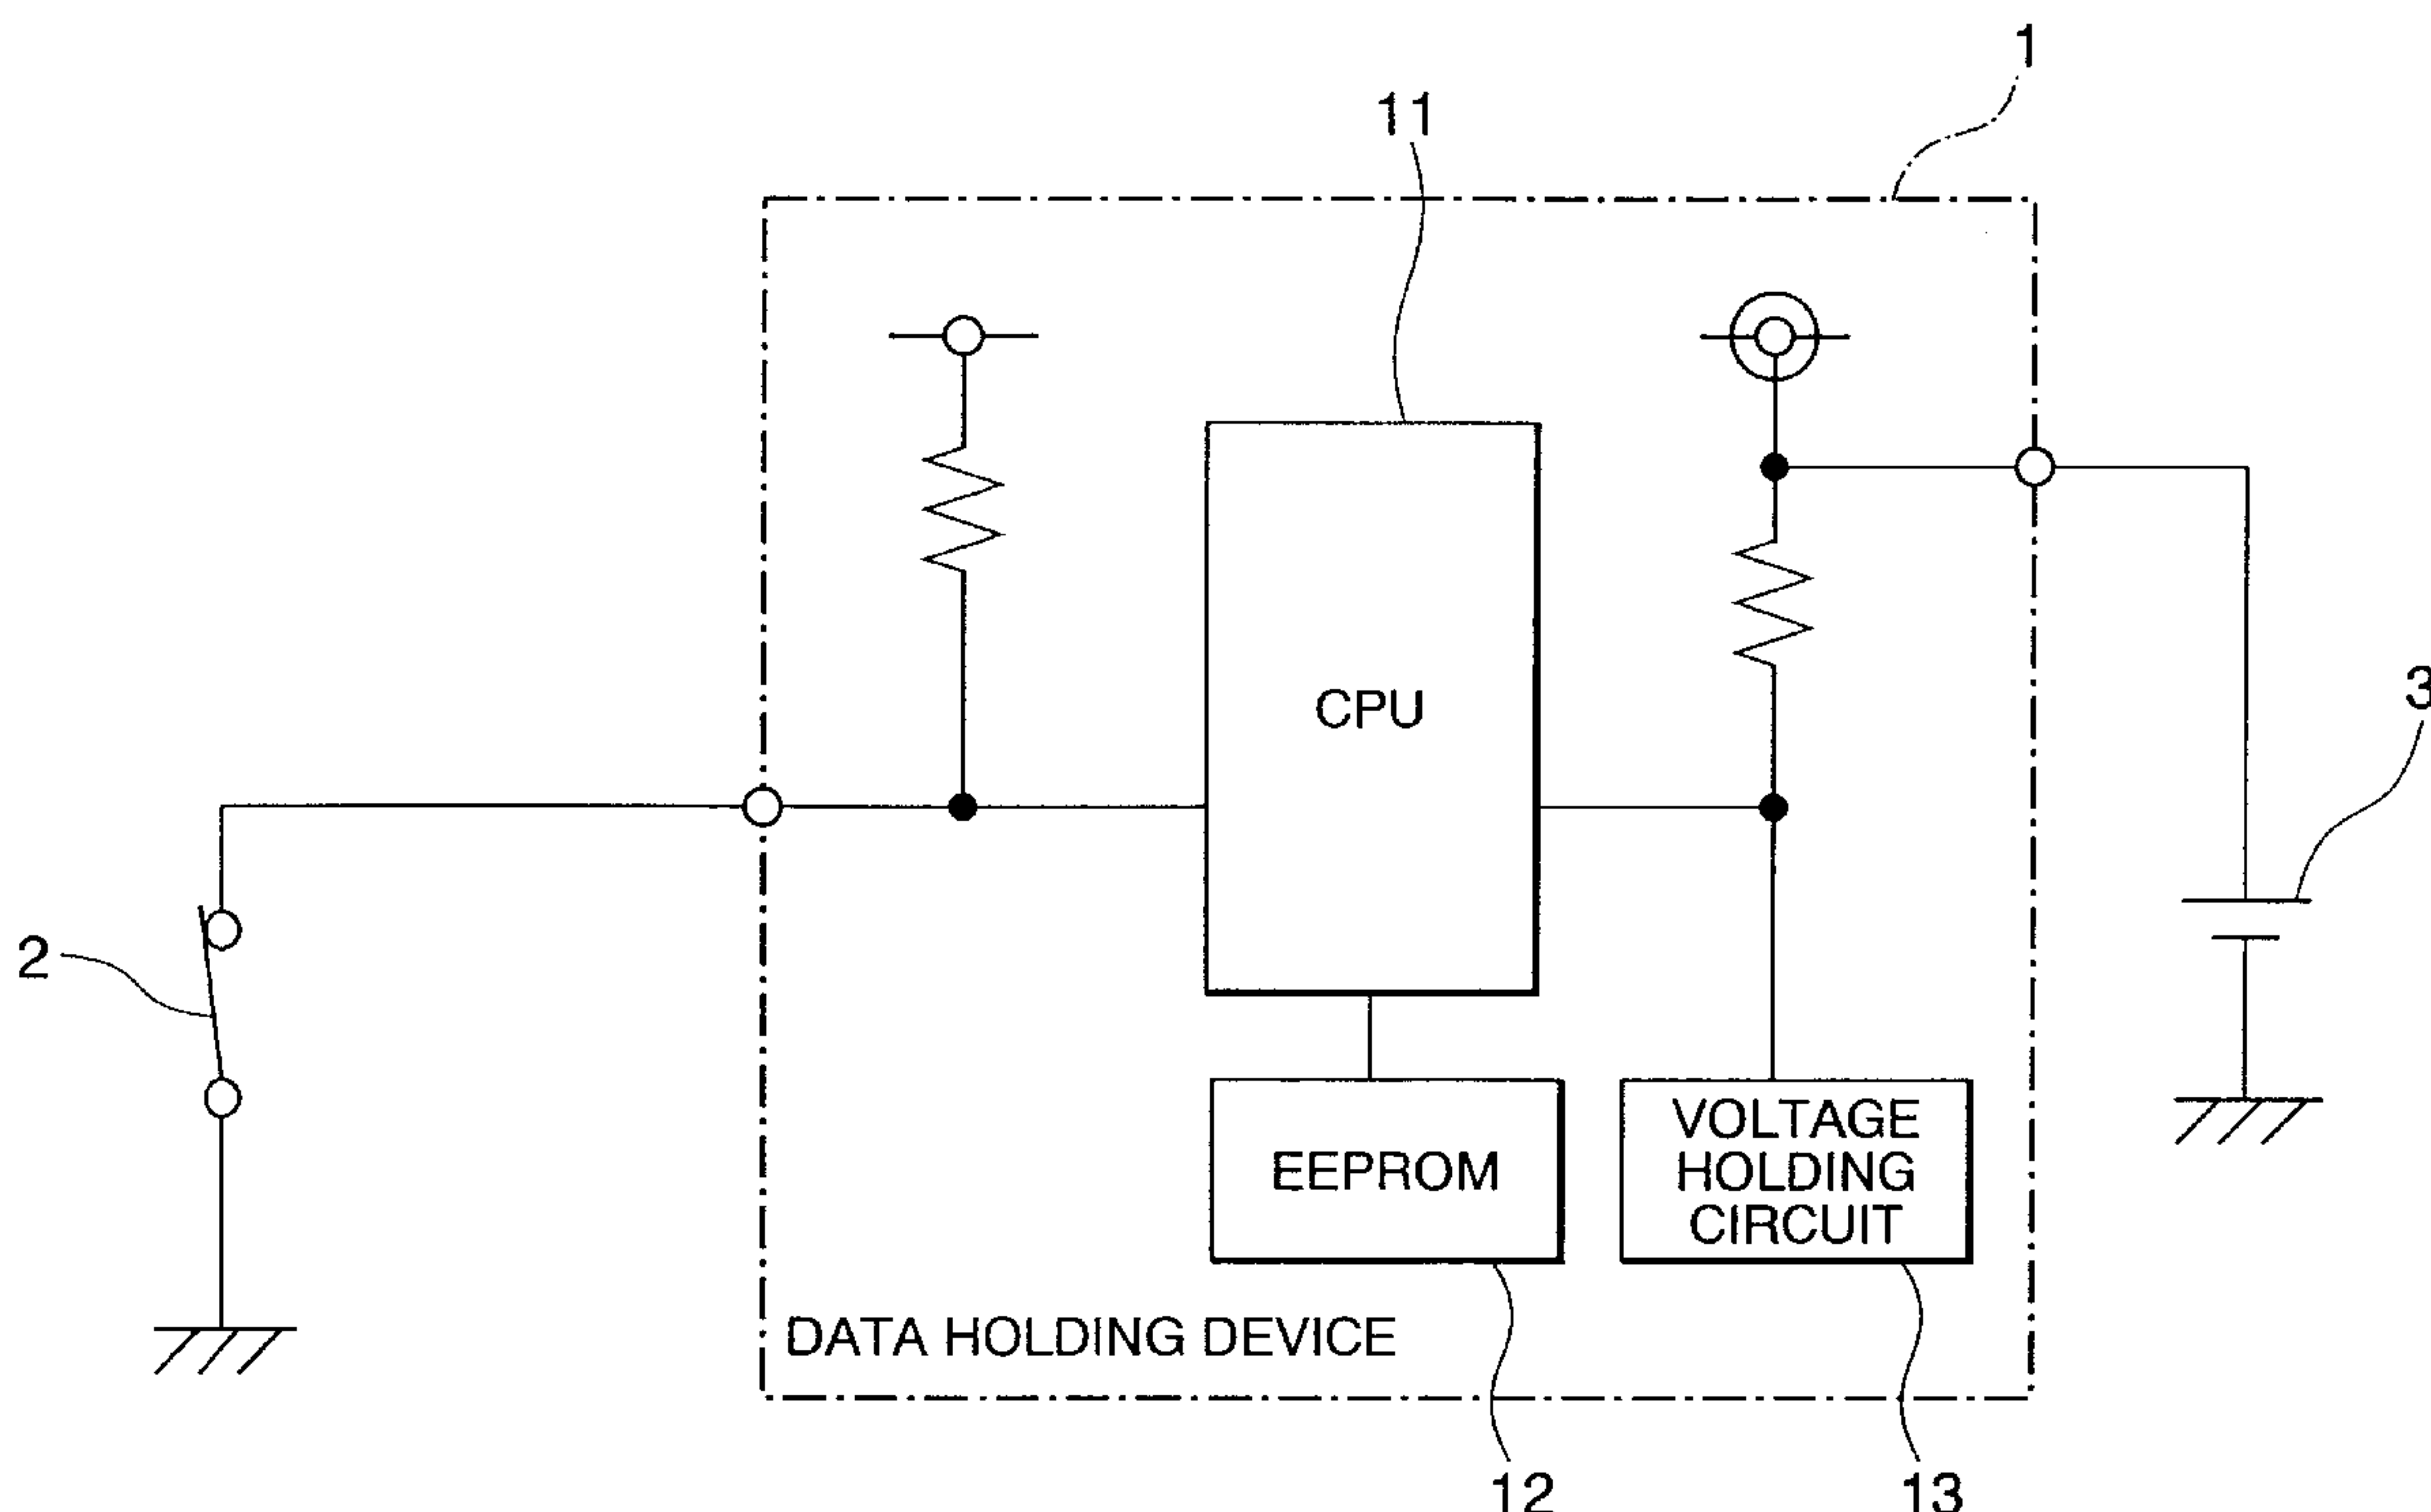 1
11
CPU
3
2
EEPROM
VOLTAGE
HOLDING
CIRCUIT
DATA HOLDING DEVICE
12
13